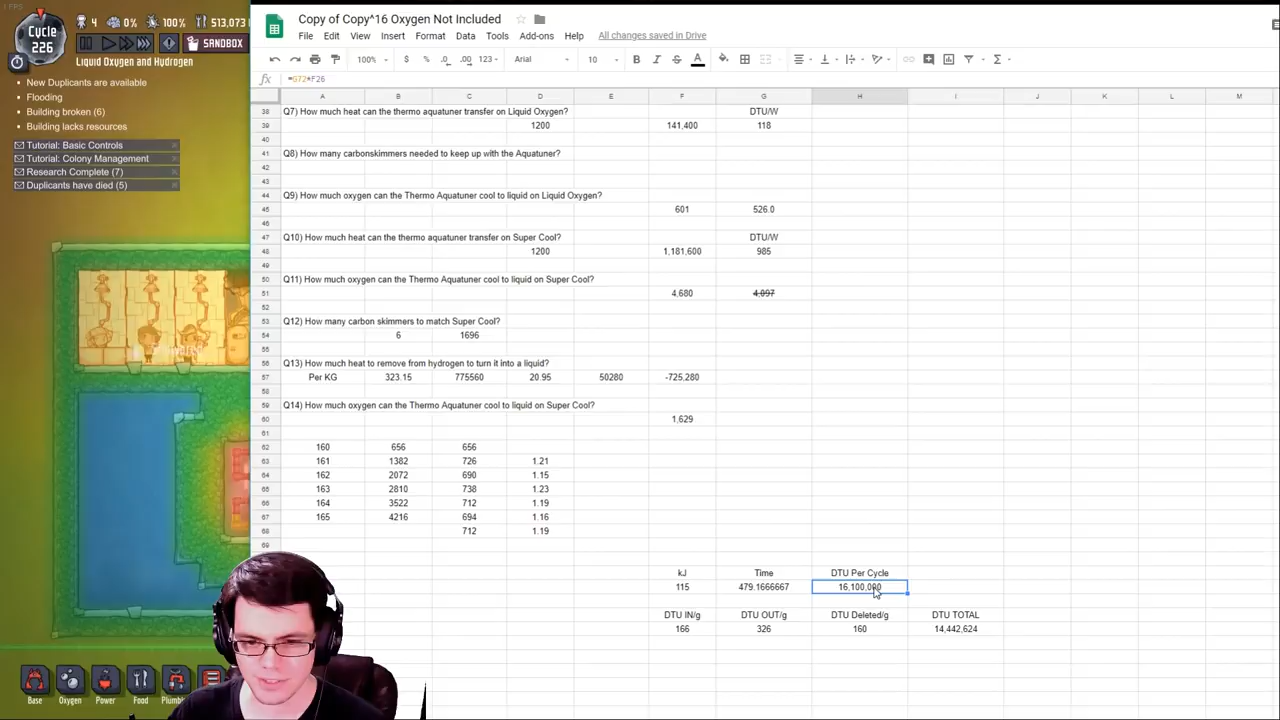 FPS
Cycle
226
4
0%
100%
513,073
SANDBOX
Liquid Oxygen and Hydrogen
New Duplicants are available
Flooding
Building broken (6)
Building lacks resources
Tutorial: Basic Controls
Tutorial: Colony Management
Research Complete (7)
Duplicants have died (5)
Base
Oxygen
Power
Food
Copy of Copy^16 Oxygen Not Included
File Edit View Insert Format Data Tools Add-ons Help All changes saved in Drive
100% $ % .0 .00 123 Arial 10 B I S A
fx =G72*F26
A B C D E F G H I J K L M
38 Q7) How much heat can the thermo aquatuner transfer on Liquid Oxygen? DTU/W
39 1200 141,400 118
40
41 Q8) How many carbonskimmers needed to keep up with the Aquatuner?
42
43
44 Q9) How much oxygen can the Thermo Aquatuner cool to liquid on Liquid Oxygen?
45 601 526.0
46
47 Q10) How much heat can the thermo aquatuner transfer on Super Cool? DTU/W
48 1200 1,181,600 985
49
50 Q11) How much oxygen can the Thermo Aquatuner cool to liquid on Super Cool?
51 4,680 4,097
52
53 Q12) How many carbon skimmers to match Super Cool?
54 6 1696
55
56 Q13) How much heat to remove from hydrogen to turn it into a liquid?
57 Per KG 323.15 775560 20.95 50280 -725,280
58
59 Q14) How much oxygen can the Thermo Aquatuner cool to liquid on Super Cool?
60 1,629
61
62 160 656 656
63 161 1382 726 1.21
64 162 2072 690 1.15
65 163 2810 738 1.23
66 164 3522 712 1.19
67 165 4216 694 1.16
68 712 1.19
69
kJ Time DTU Per Cycle
115 479.1666667 16,100,000
DTU IN/g DTU OUT/g DTU Deleted/g DTU TOTAL
166 326 160 14,442,624